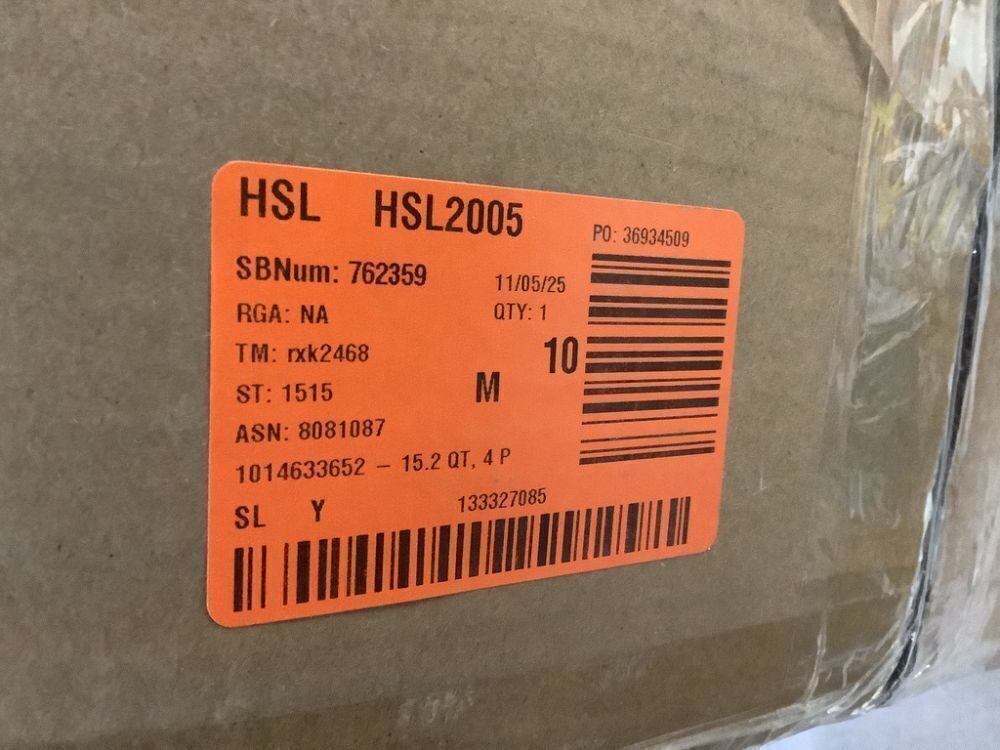 HSL HSL2005
PO: 36934509
SBNum: 762359 11/05/25
RGA: NA QTY: 1
TM: rxk2468 10
ST: 1515 M
ASN: 8081087
1014633652 – 15.2 QT, 4 P
SL Y 133327085